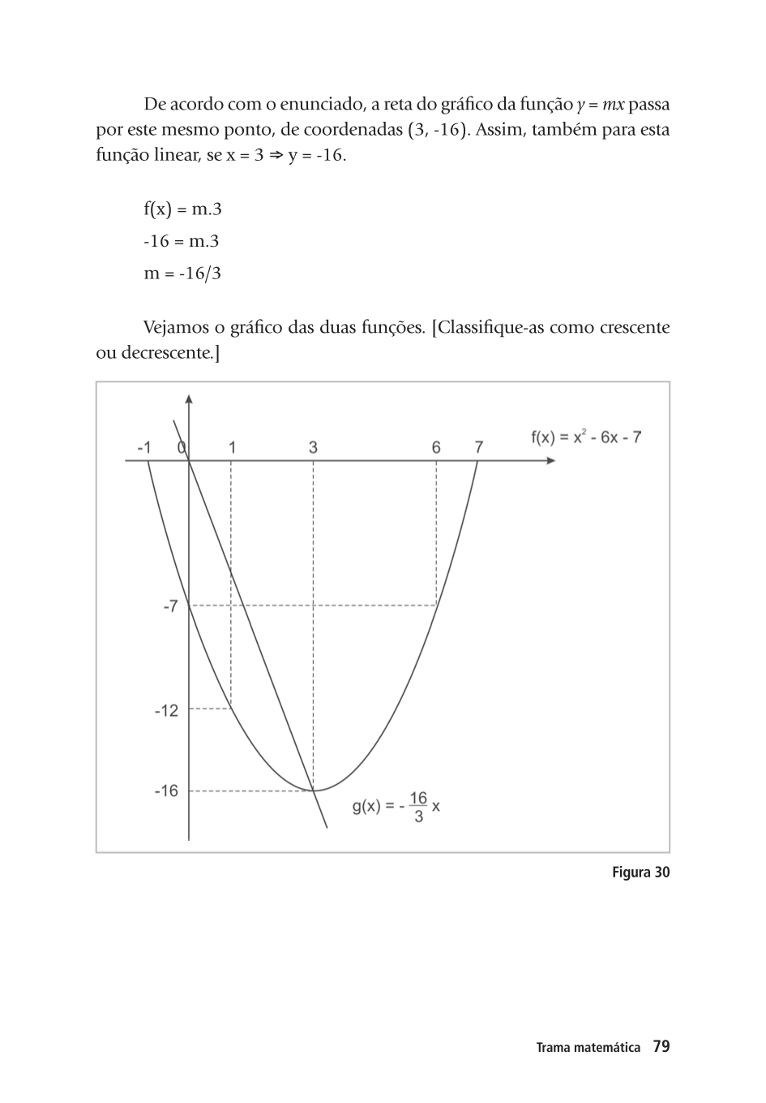 De acordo com o enunciado, a reta do gráfico da função y = mx passa
por este mesmo ponto, de coordenadas (3, -16). Assim, também para esta
função linear, se x = 3 ⇒ y = -16.
f(x) = m.3
-16 = m.3
m = -16/3
Vejamos o gráfico das duas funções. [Classifique-as como crescente
ou decrescente.]
f(x) = x² - 6x - 7
-1 0 1 3 6 7
-7
-12
-16
g(x) = - 16/3 x
Figura 30
Trama matemática 79